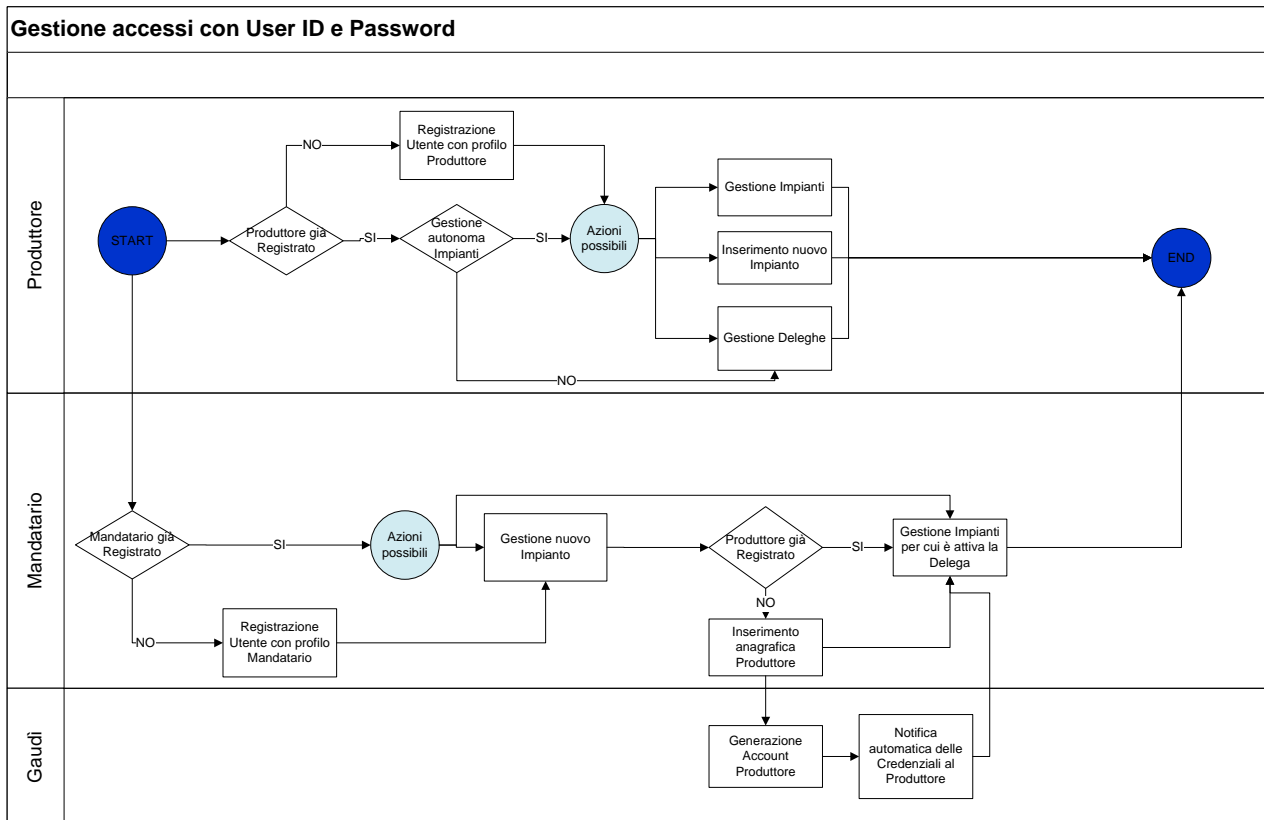 Gestione accessi con User ID e Password
Produttore
NO
Registrazione
Utente con profilo
Produttore
START
Produttore già
Registrato
SI
Gestione
autonoma
Impianti
SI
Azioni
possibili
Gestione Impianti
Inserimento nuovo
Impianto
Gestione Deleghe
NO
END
Mandatario
Mandatario già
Registrato
SI
Azioni
possibili
Gestione nuovo
Impianto
Produttore già
Registrato
SI
Gestione Impianti
per cui è attiva la
Delega
NO
Registrazione
Utente con profilo
Mandatario
NO
Inserimento
anagrafica
Produttore
Gaudì
Generazione
Account
Produttore
Notifica
automatica delle
Credenziali al
Produttore